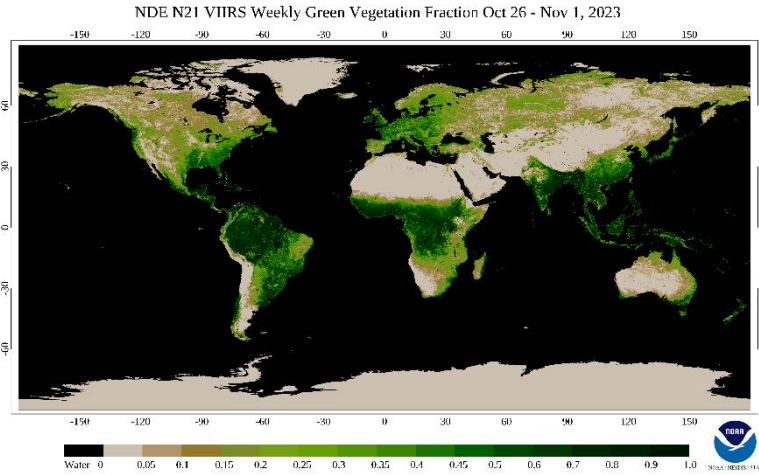 NDE N21 VIIRS Weekly Green Vegetation Fraction Oct 26 - Nov 1, 2023
-150 -120 -90 -60 -30 0 30 60 90 120 150
60
30
0
-30
-60
-150 -120 -90 -60 -30 0 30 60 90 120 150
Water 0 0.05 0.1 0.15 0.2 0.25 0.3 0.35 0.4 0.45 0.5 0.6 0.7 0.8 0.9 1.0
NOAA